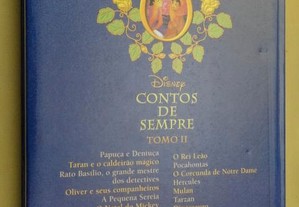 Disney
CONTOS
DE
SEMPRE
TOMO II
Papuça e Dentuça
Taran e o caldeirão mágico
Rato Basílio, o grande mestre
dos detectives
Oliver e seus companheiros
A Pequena Sereia
O Rei Leão
Pocahontas
O Corcunda de Notre Dame
Hércules
Mulan
Tarzan